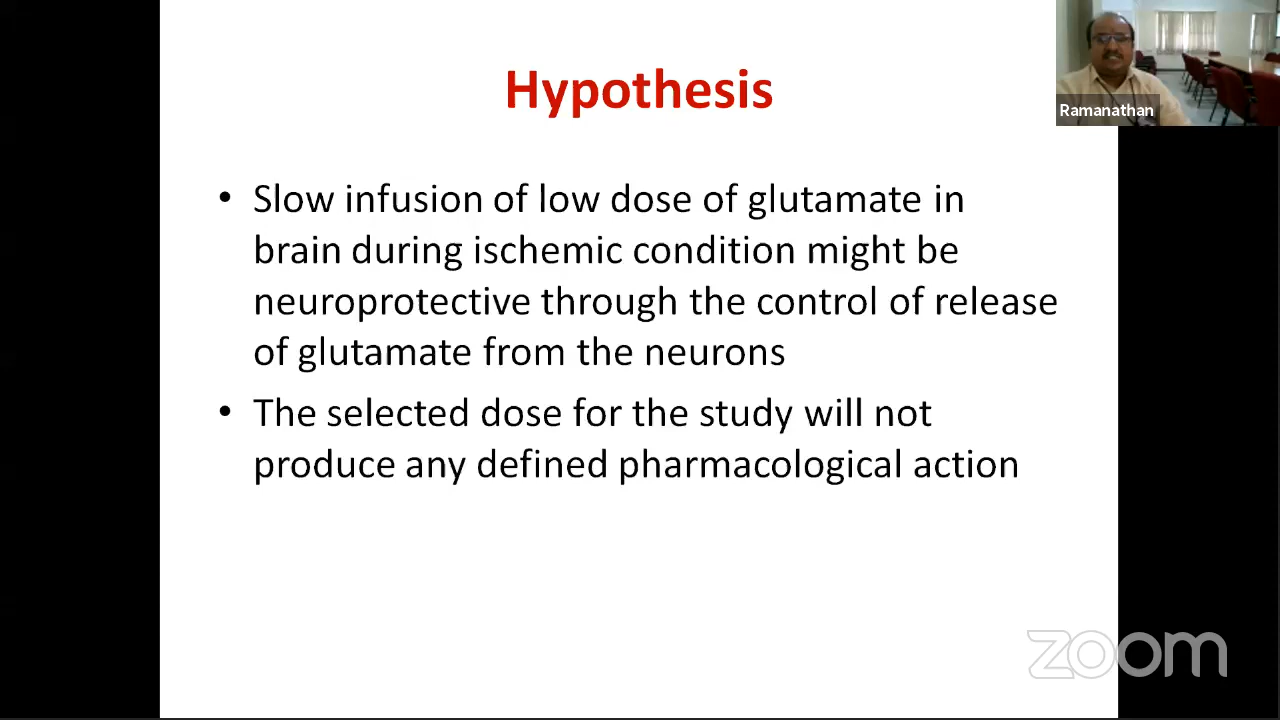 Hypothesis
Ramanathan
• Slow infusion of low dose of glutamate in
brain during ischemic condition might be
neuroprotective through the control of release
of glutamate from the neurons
• The selected dose for the study will not
produce any defined pharmacological action
zoom